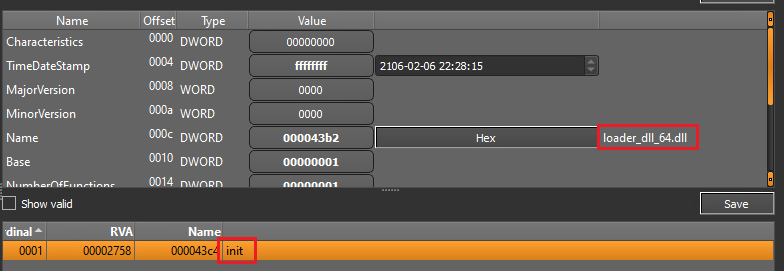 Name Offset Type Value
Characteristics 0000 DWORD 00000000
TimeDateStamp 0004 DWORD ffffffff 2106-02-06 22:28:15
MajorVersion 0008 WORD 0000
MinorVersion 000a WORD 0000
Name 000c DWORD 000043b2 Hex loader_dll_64.dll
Base 0010 DWORD 00000001
NumberOfFunctions 0014 DWORD 00000001
Show valid Save
rdinal RVA Name
0001 00002758 000043c4 init